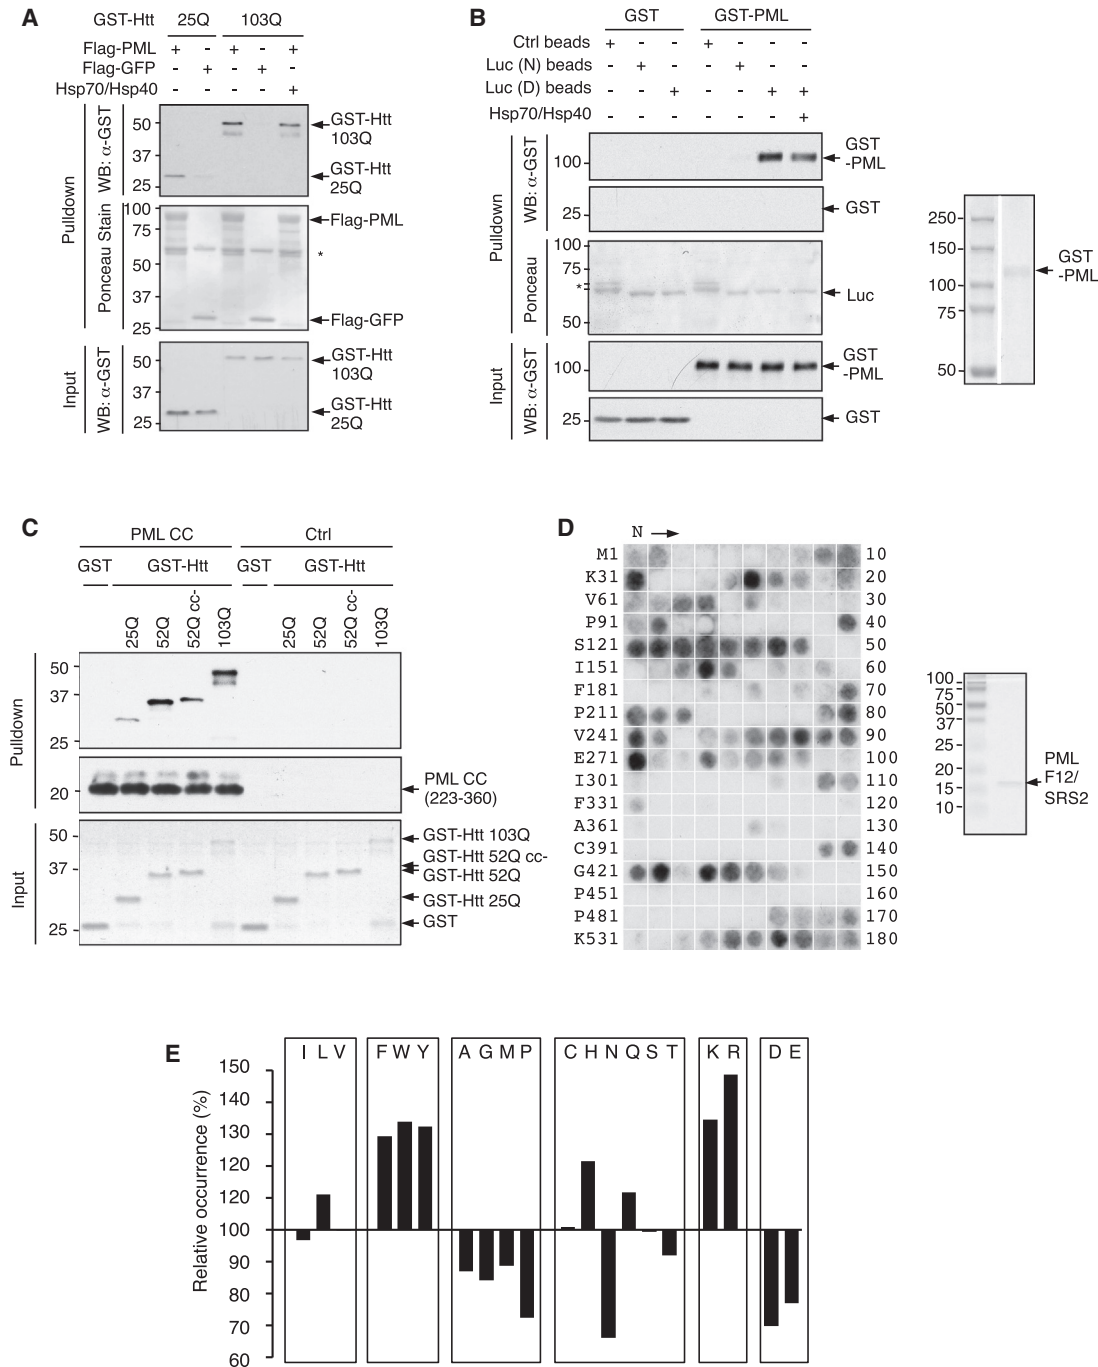 A
GST-Htt 25Q 103Q
Flag-PML + - + - +
Flag-GFP - + - + -
Hsp70/Hsp40 - - - - +
Pulldown
WB: α-GST
50
37
25
GST-Htt
103Q
GST-Htt
25Q
Ponceau Stain
100
75
50
37
25
Flag-PML
*
Flag-GFP
Input
WB: α-GST
50
37
25
GST-Htt
103Q
GST-Htt
25Q
B
GST GST-PML
Ctrl beads + - - + - - -
Luc (N) beads - + - - + - -
Luc (D) beads - - + - - + +
Hsp70/Hsp40 - - - - - - +
Pulldown
WB: α-GST
100
GST
-PML
25
GST
Ponceau
100
75
*
50
Luc
Input
WB: α-GST
100
GST
-PML
25
GST
250
150
100
75
50
GST
-PML
C
PML CC Ctrl
GST GST-Htt GST GST-Htt
25Q 52Q 52Q cc- 103Q 25Q 52Q 52Q cc- 103Q
Pulldown
50
37
25
20
PML CC
(223-360)
Input
50
37
25
GST-Htt 103Q
GST-Htt 52Q cc-
GST-Htt 52Q
GST-Htt 25Q
GST
D
N
M1 10
K31 20
V61 30
P91 40
S121 50
I151 60
F181 70
P211 80
V241 90
E271 100
I301 110
F331 120
A361 130
C391 140
G421 150
P451 160
P481 170
K531 180
100
75
50
37
25
20
15
10
PML
F12/
SRS2
E
Relative occurrence (%)
I L V F W Y A G M P C H N Q S T K R D E
150
140
130
120
120
100
90
80
70
60